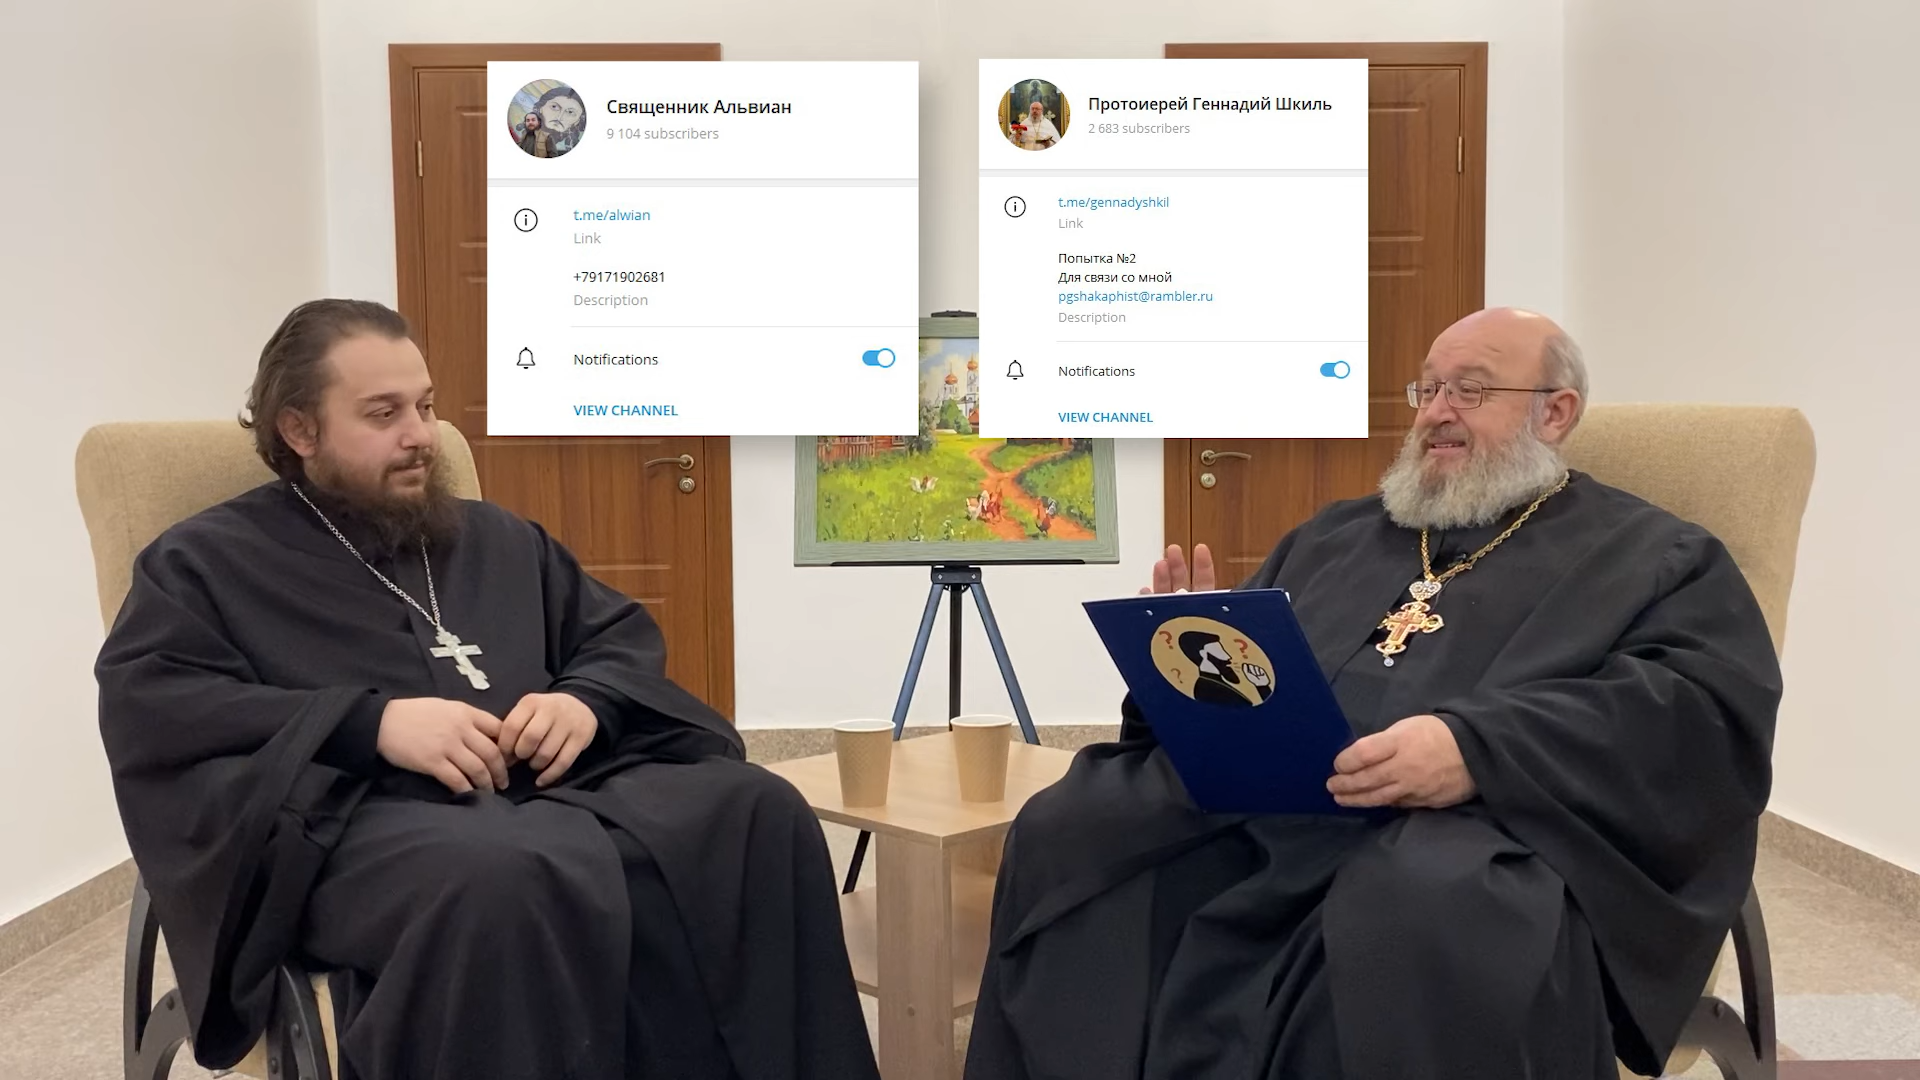 Священник Альвиан
9 104 subscribers
t.me/alwian
Link
+79171902681
Description
Notifications
VIEW CHANNEL
Протоиерей Геннадий Шкиль
2 683 subscribers
t.me/gennadyshkil
Link
Попытка №2
Для связи со мной
pgshakaphist@rambler.ru
Description
Notifications
VIEW CHANNEL
? ? ?